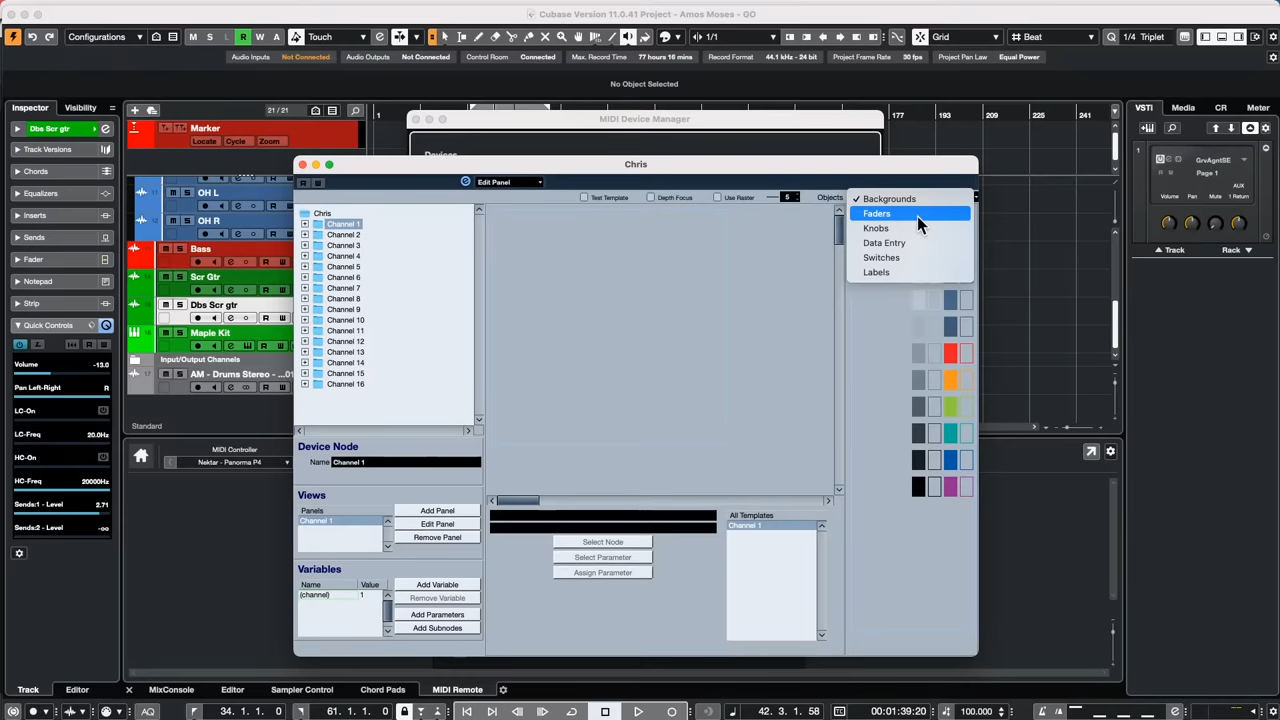 Cubase Version 11.0.41 Project - Amos Moses - GO
Configurations M S L R W A Touch 1/1 Grid Beat 1/4 Triplet
Audio Inputs Not Connected Audio Outputs Not Connected Control Room Connected Max. Record Time 77 hours 16 mins Record Format 44.1 kHz - 24 bit Project Frame Rate 30 fps Project Pan Law Equal Power
No Object Selected
Inspector Visibility 21 / 21 1 177 193 209 225 241 VSTi Media CR Meter
MIDI Device Manager
Devices
Dbs Scr gtr
Track Versions
Chords
Equalizers
Inserts
Sends
Fader
Notepad
Strip
Quick Controls
Volume -13.0
Pan Left-Right R
LC-On
LC-Freq 20.0Hz
HC-On
HC-Freq 20000Hz
Sends:1 - Level 2.71
Sends:2 - Level -oo
Marker
Locate Cycle Zoom
OH L
OH R
Bass
Scr Gtr
Dbs Scr gtr
Maple Kit
Input/Output Channels
AM - Drums Stereo - ...01
Standard
MIDI Controller
Nektar - Panorma P4
Chris
Edit Panel
Test Template Depth Focus Use Raster 5 Objects
Backgrounds
Faders
Knobs
Data Entry
Switches
Labels
Chris
Channel 1
Channel 2
Channel 3
Channel 4
Channel 5
Channel 6
Channel 7
Channel 8
Channel 9
Channel 10
Channel 11
Channel 12
Channel 13
Channel 14
Channel 15
Channel 16
Device Node
Name Channel 1
Views
Panels
Channel 1
Add Panel
Edit Panel
Remove Panel
Variables
Name Value
(channel) 1
Add Variable
Remove Variable
Add Parameters
Add Subnodes
Select Node
Select Parameter
Assign Parameter
All Templates
Channel 1
1 GrvAgntSE
Page 1
AUX
Volume Pan Mute Pan
Track Rack
Track Editor MixConsole Editor Sampler Control Chord Pads MIDI Remote
AQ 34. 1. 1. 0 61. 1. 1. 0 42. 3. 1. 58 00:01:39:20 100.000